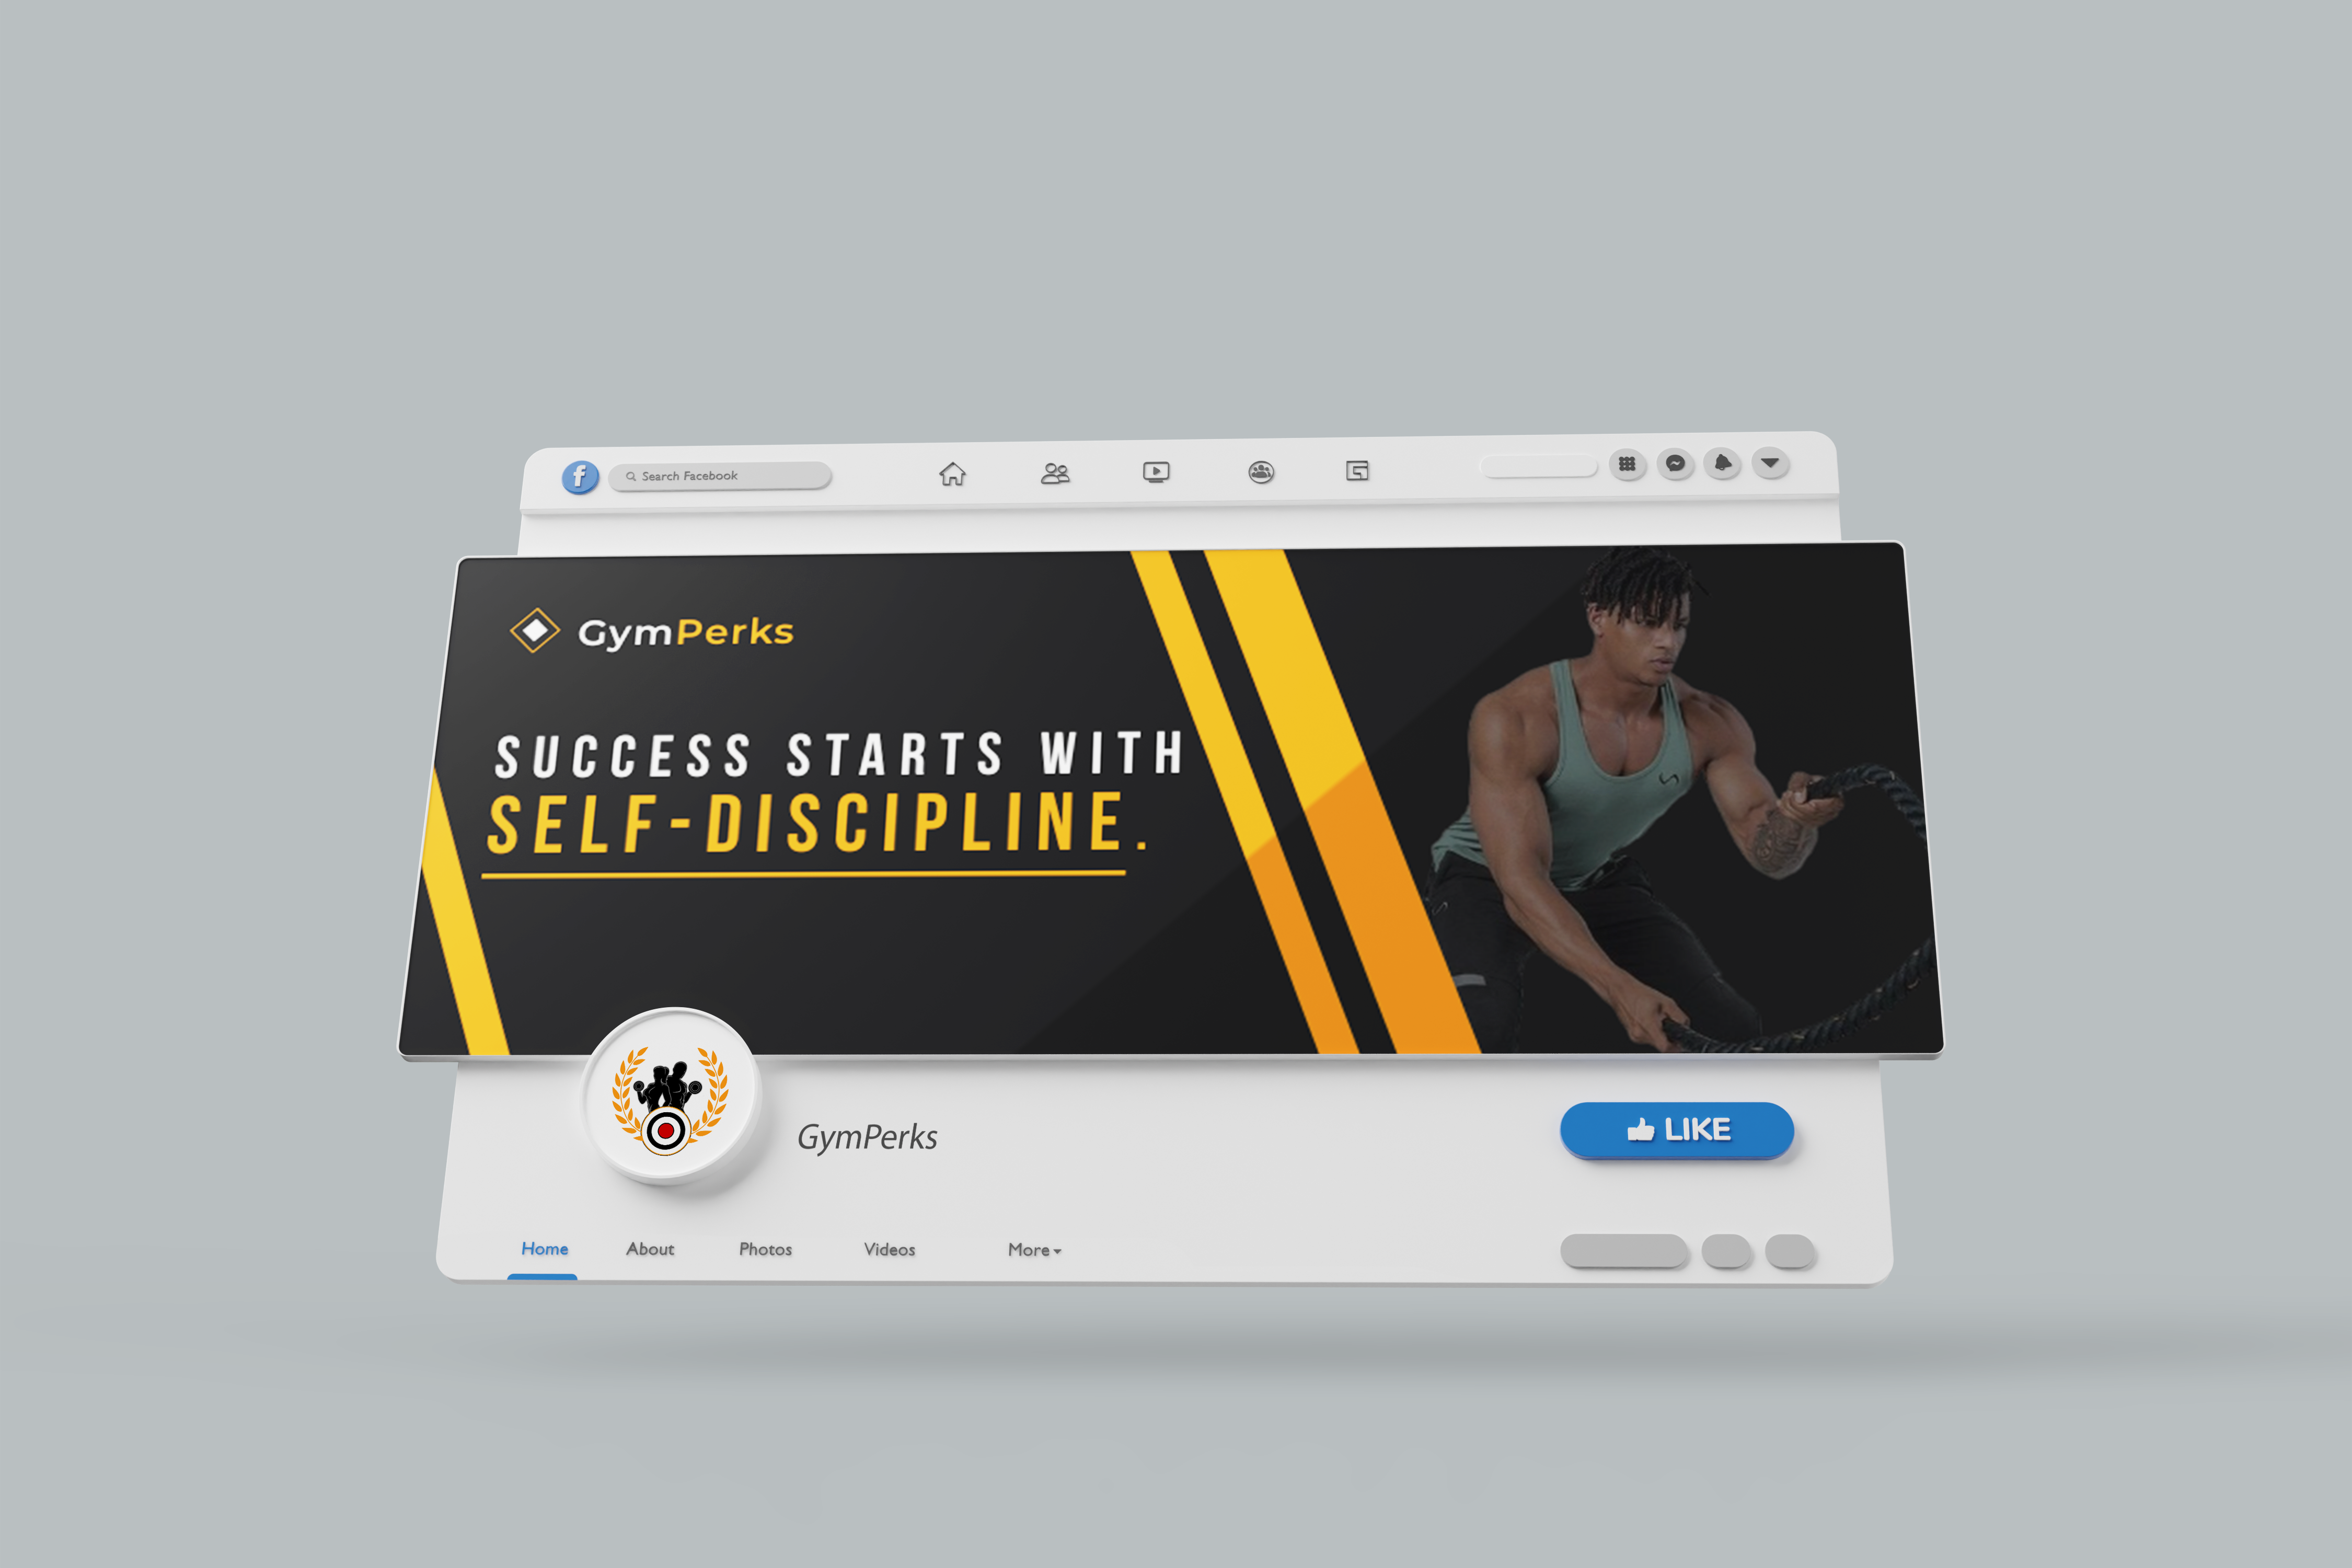 f
Search Facebook
GymPerks
SUCCESS STARTS WITH
SELF-DISCIPLINE.
GymPerks
LIKE
Home About Photos Videos More